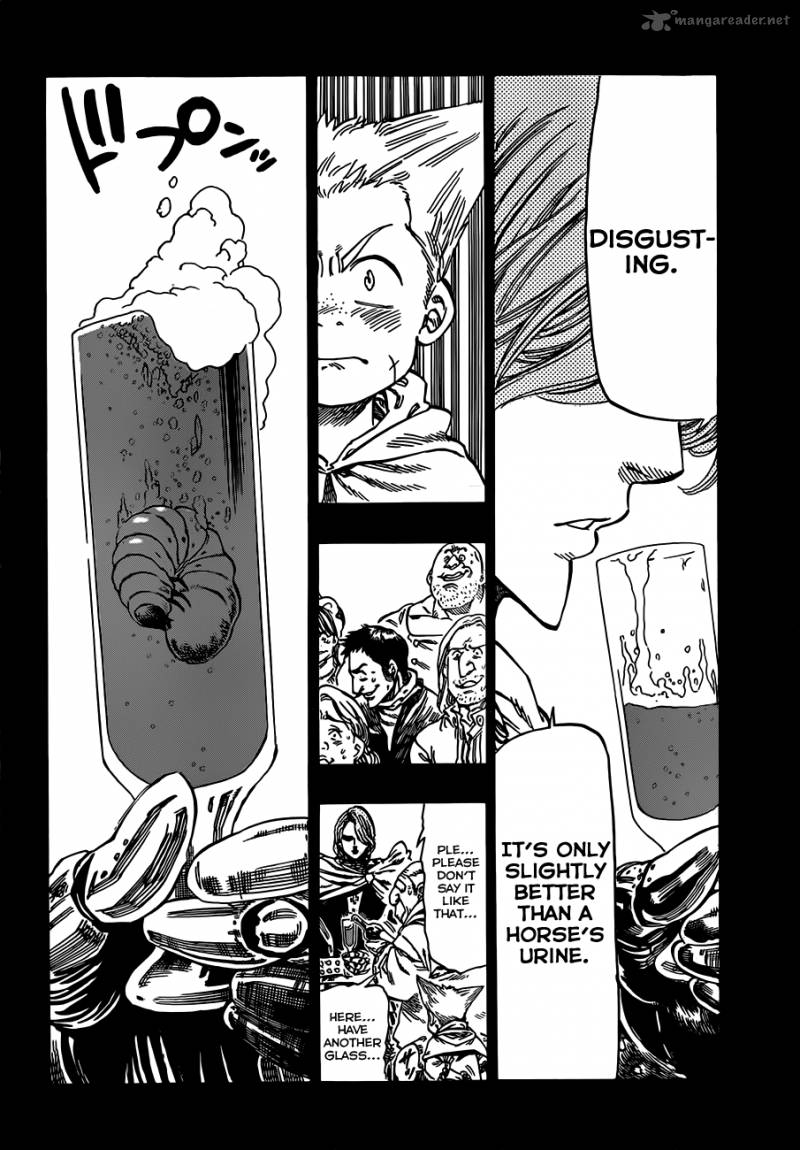 mangareader.net
DISGUST-
ING.
IT'S ONLY
SLIGHTLY
BETTER
THAN A
HORSE'S
URINE.
PLE...
PLEASE
DON'T
SAY IT
LIKE
THAT...
HERE...
HAVE
ANOTHER
GLASS...
ドプンッ